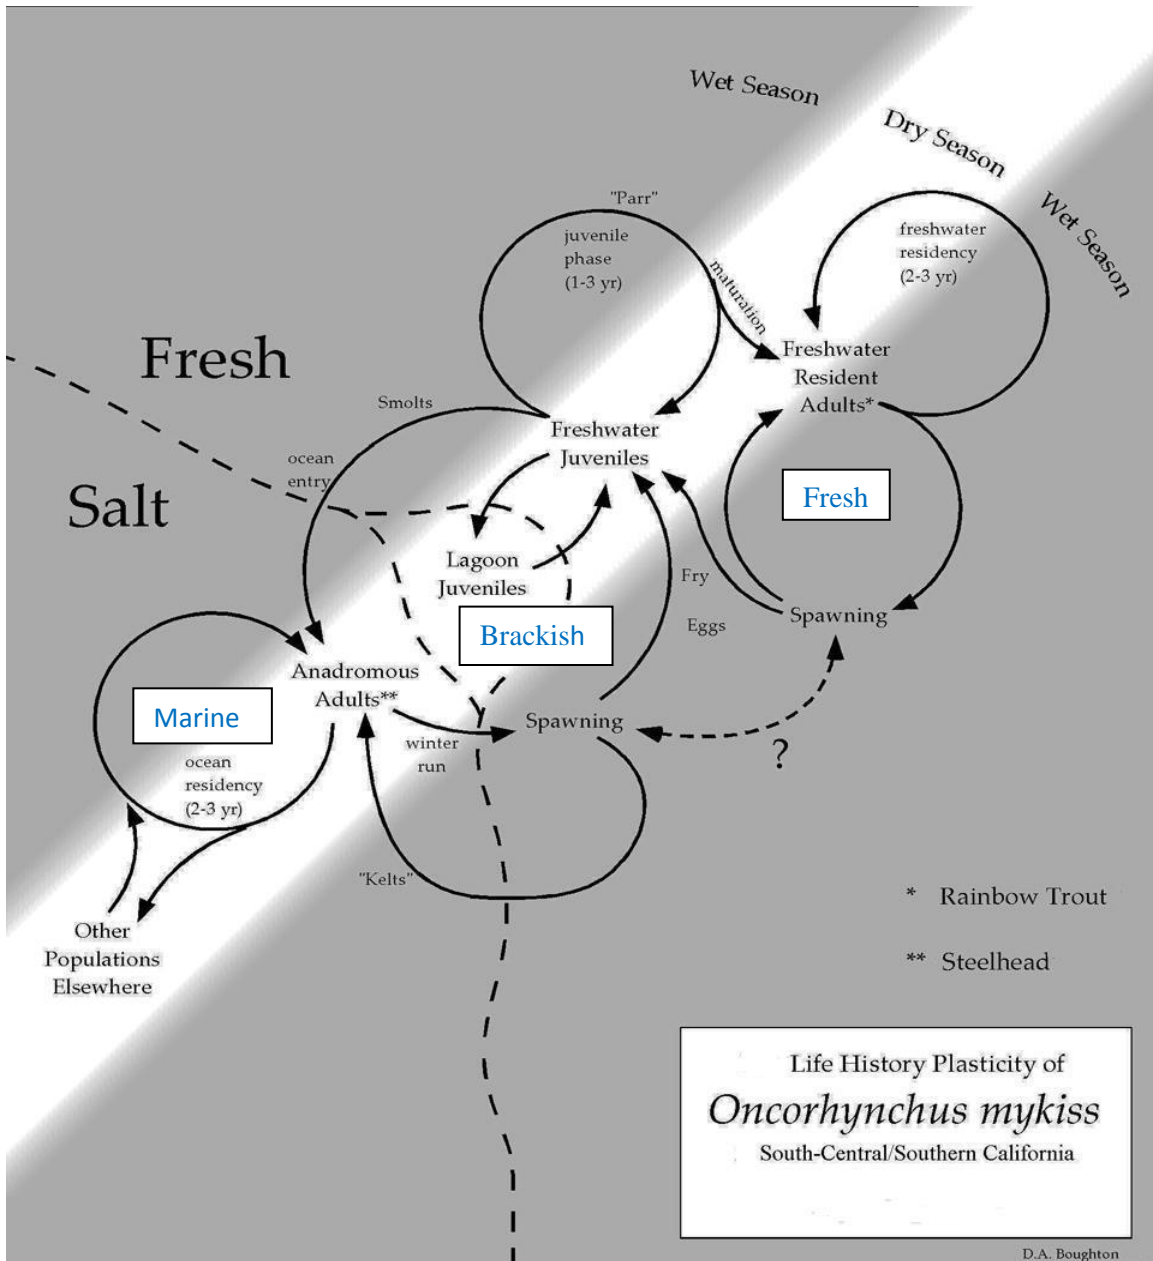 Wet Season
Dry Season
Wet Season
"Parr"
juvenile
phase
(1-3 yr)
maturation
freshwater
residency
(2-3 yr)
Freshwater
Resident
Adults*
Fresh
Smolts
Freshwater
Juveniles
ocean
entry
Salt
Fresh
Lagoon
Juveniles
Fry
Eggs
Spawning
Brackish
Anadromous
Adults**
Marine
Spawning
winter
run
?
ocean
residency
(2-3 yr)
"Kelts"
Other
Populations
Elsewhere
* Rainbow Trout
** Steelhead
Life History Plasticity of
Oncorhynchus mykiss
South-Central/Southern California
D.A. Boughton